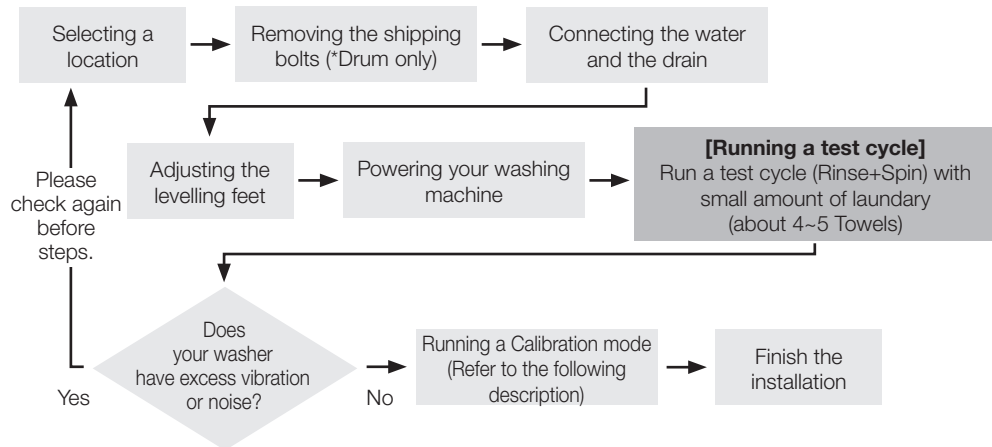 Selecting a
location
Removing the shipping
bolts (*Drum only)
Connecting the water
and the drain
Adjusting the
levelling feet
Powering your washing
machine
[Running a test cycle]
Run a test cycle (Rinse+Spin) with
small amount of laundary
(about 4~5 Towels)
Please
check again
before
steps.
Does
your washer
have excess vibration
or noise?
Yes
No
Running a Calibration mode
(Refer to the following
description)
Finish the
installation